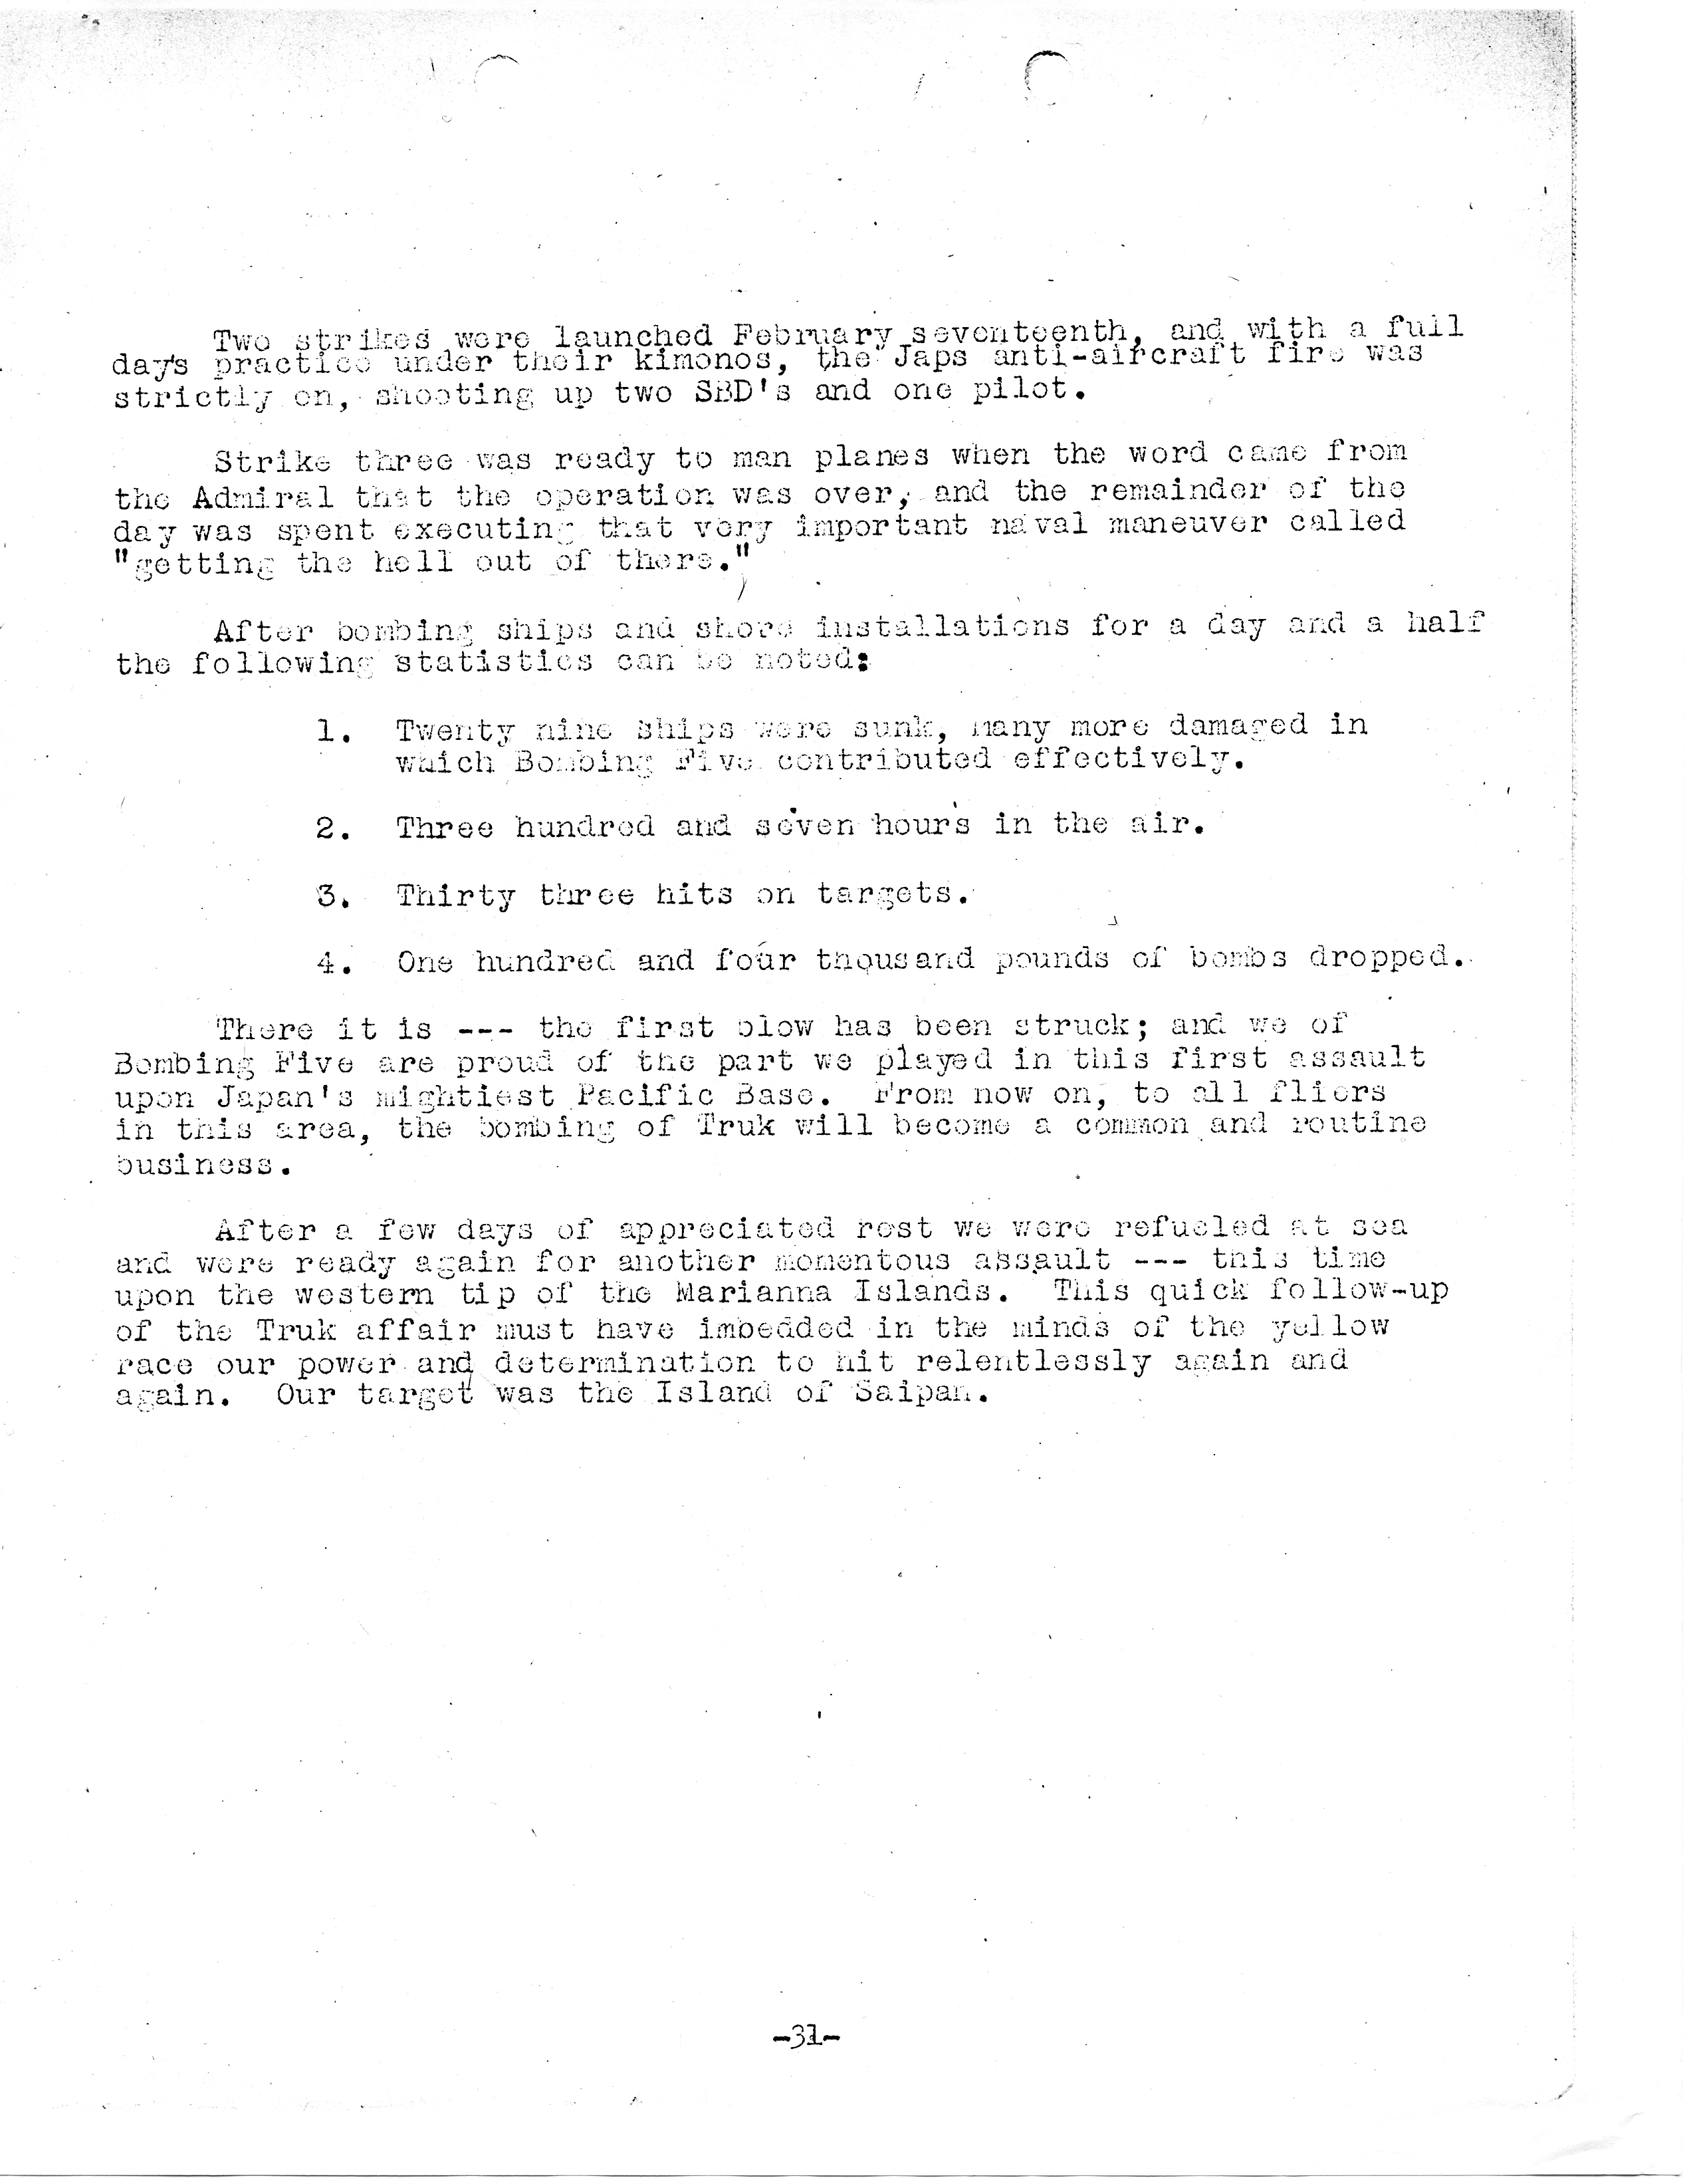 Two strikes were launched February seventeenth, and with a full
day's practice under their kimonos, the Japs anti-aircraft fire was
strictly on, shooting up two SBD's and one pilot.
Strike three was ready to man planes when the word came from
the Admiral that the operation was over, and the remainder of the
day was spent executing that very important naval maneuver called
"getting the hell out of there."
After bombing ships and shore installations for a day and a half
the following statistics can be noted:
1. Twenty nine ships were sunk, many more damaged in
which Bombing Five contributed effectively.
2. Three hundred and seven hours in the air.
3. Thirty three hits on targets.
4. One hundred and four thousand pounds of bombs dropped.
There it is --- the first blow has been struck; and we of
Bombing Five are proud of the part we played in this first assault
upon Japan's mightiest Pacific Base. From now on, to all fliers
in this area, the bombing of Truk will become a common and routine
business.
After a few days of appreciated rest we were refueled at sea
and were ready again for another momentous assault --- this time
upon the western tip of the Marianna Islands. This quick follow-up
of the Truk affair must have imbedded in the minds of the yellow
race our power and determination to hit relentlessly again and
again. Our target was the Island of Saipan.
-31-